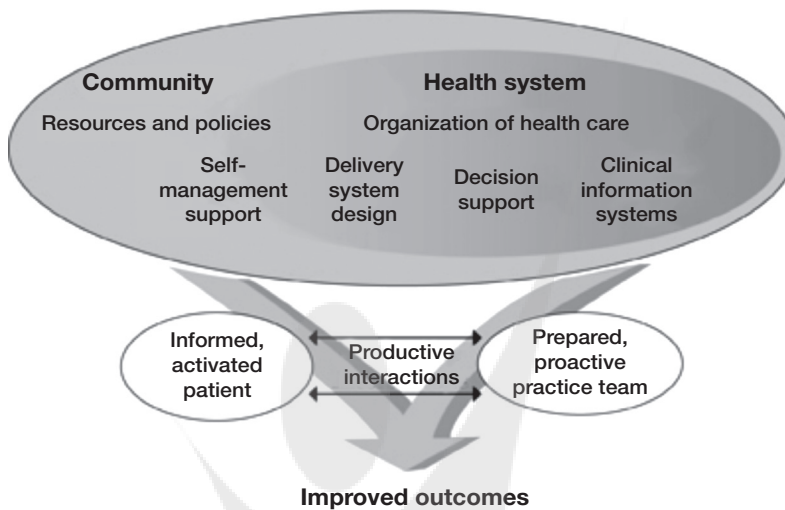 Community
Health system
Resources and policies
Organization of health care
Self-
management
support
Delivery
system
design
Decision
support
Clinical
information
systems
Informed,
activated
patient
Productive
interactions
Prepared,
proactive
practice team
Improved outcomes